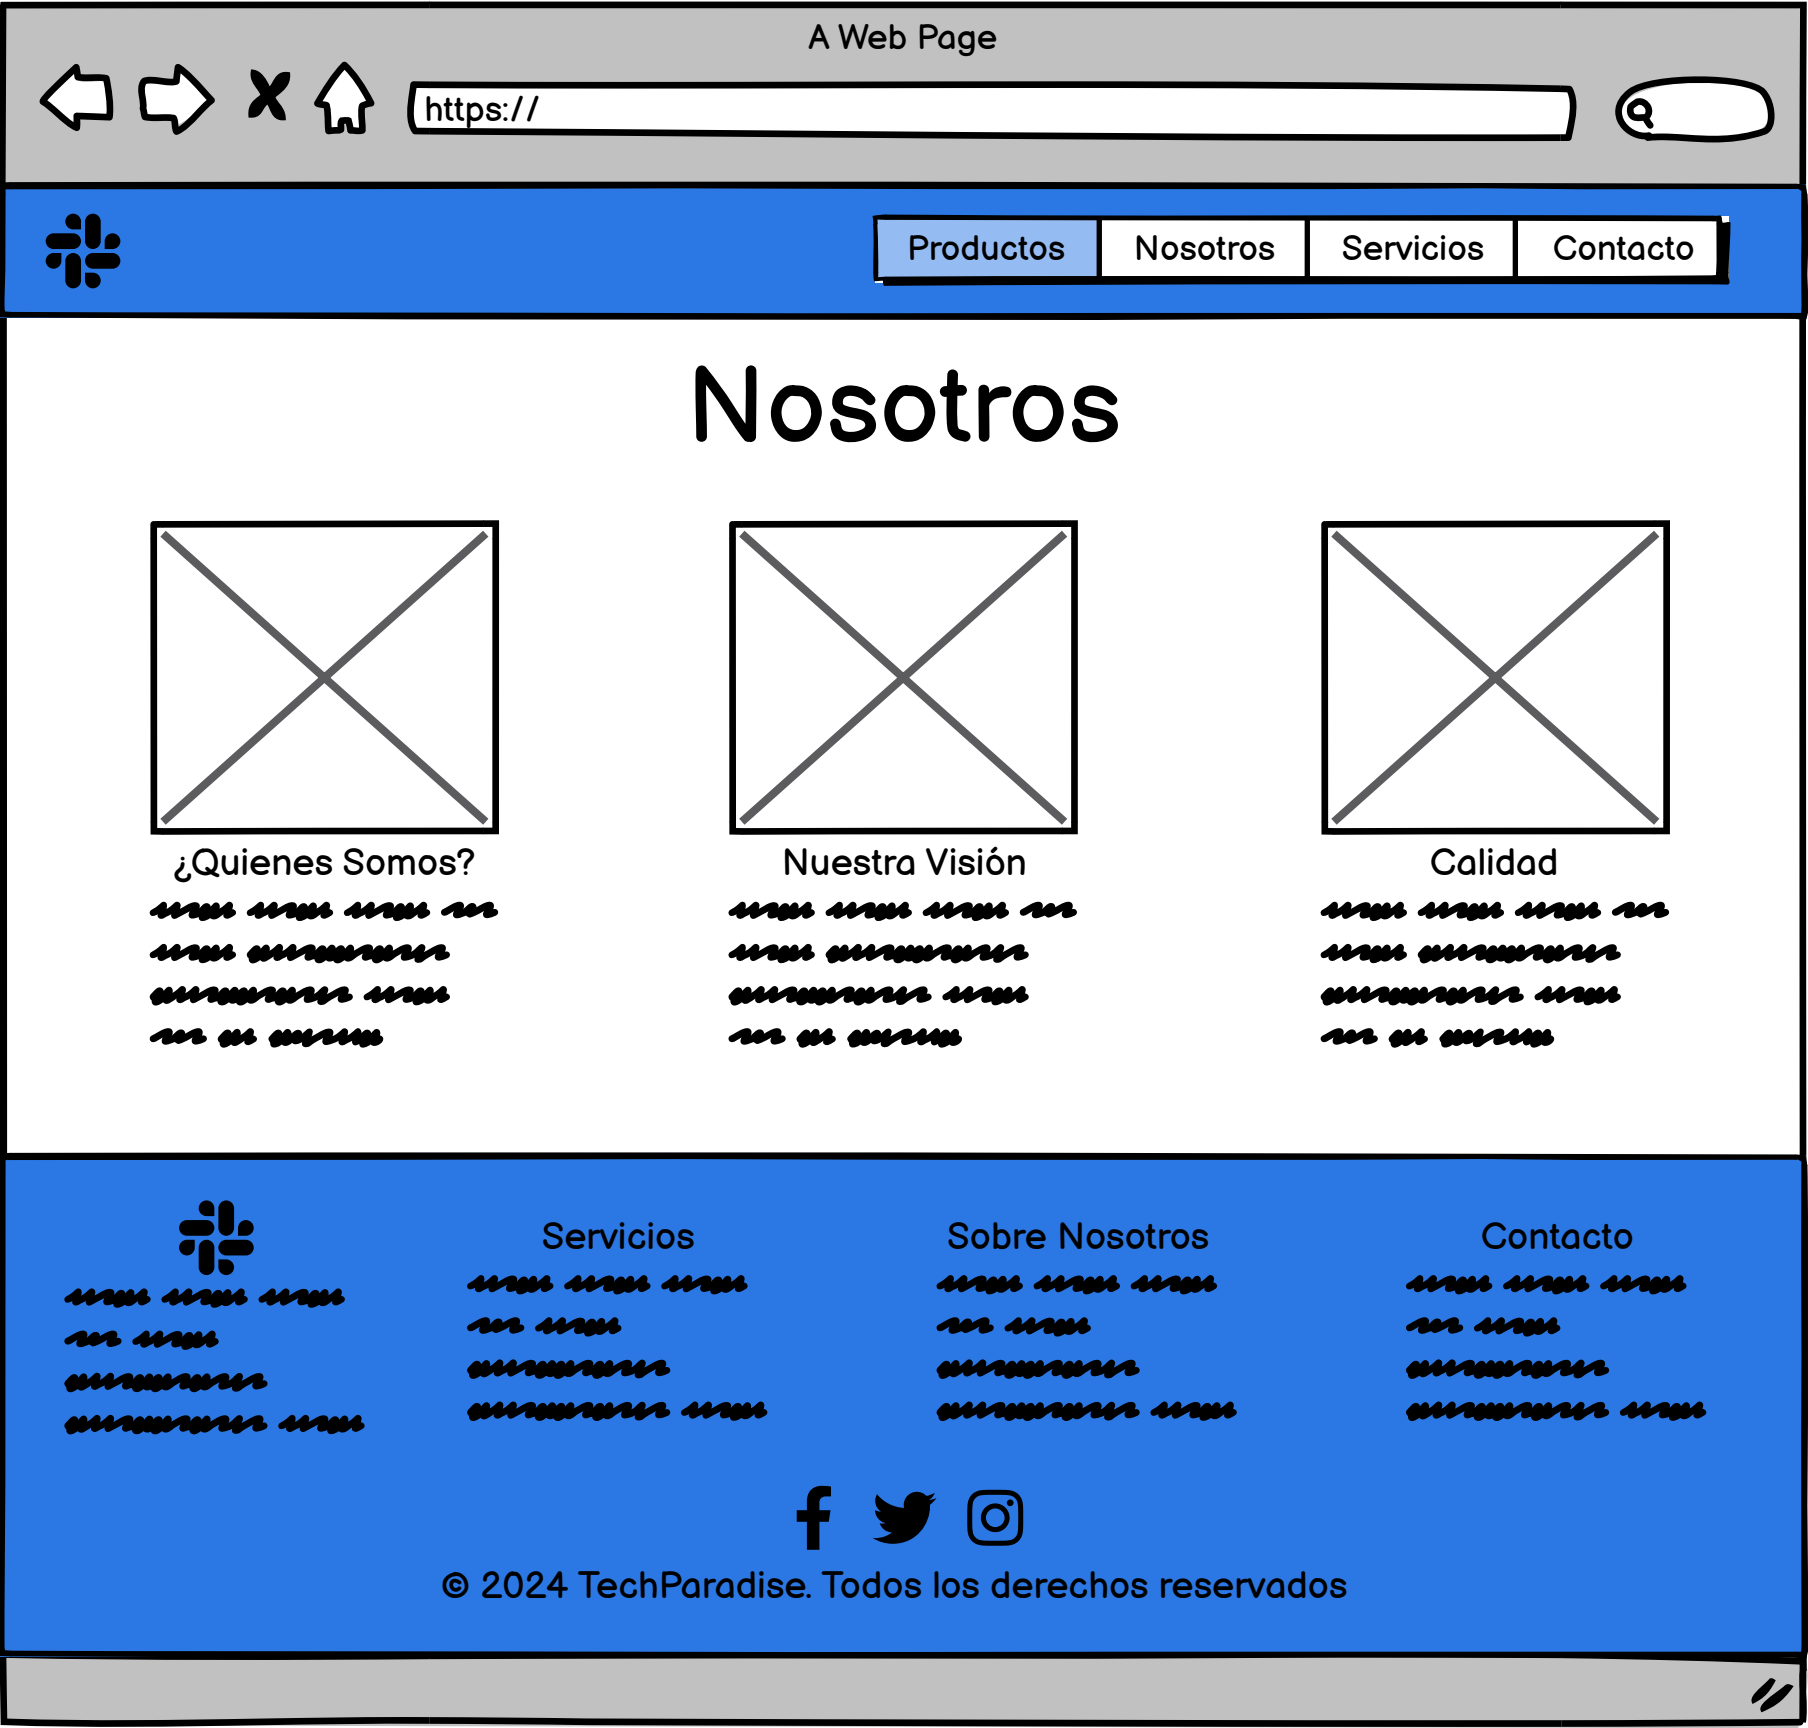 A Web Page
https://
Productos Nosotros Servicios Contacto
Nosotros
¿Quienes Somos? Nuestra Visión Calidad
Servicios Sobre Nosotros Contacto
© 2024 TechParadise. Todos los derechos reservados